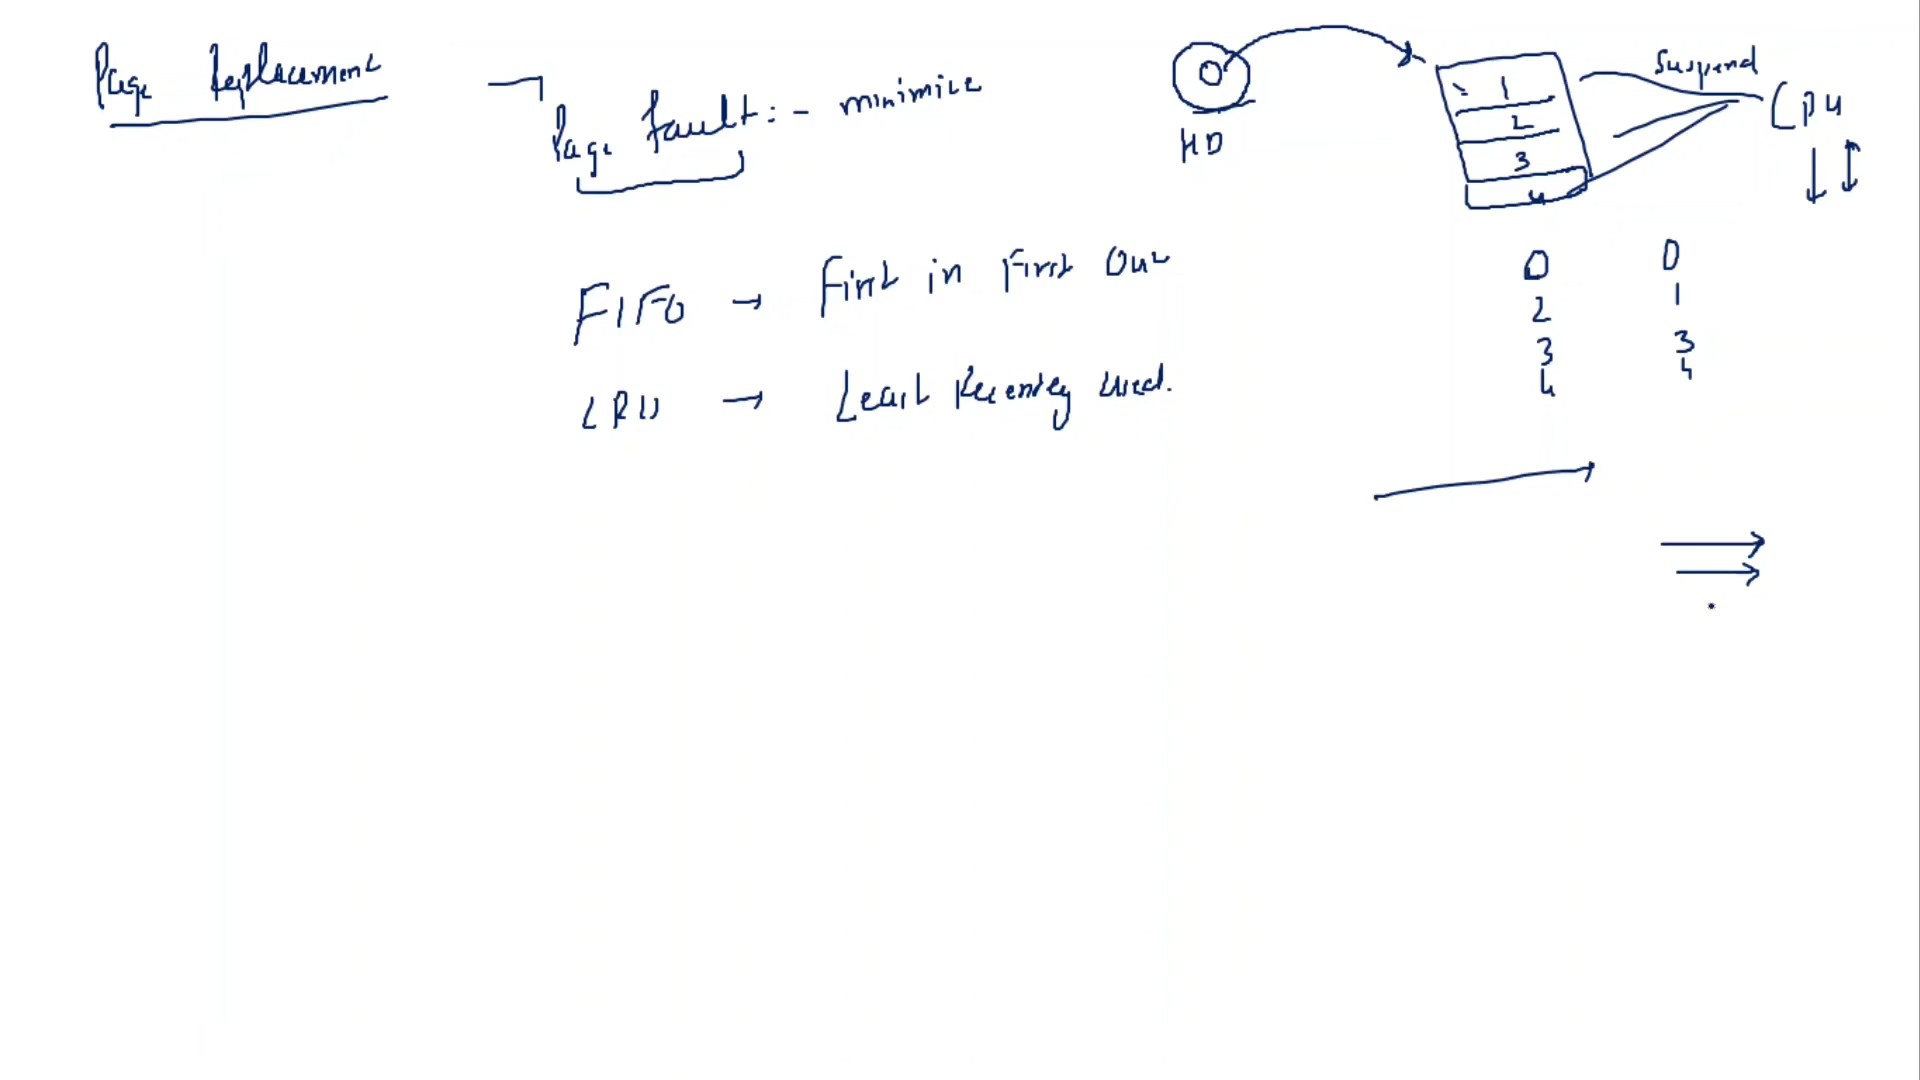 Page Replacement
Page fault :- minimize
HD
1
2
3
4
Suspend
CPU
FIFO → First in First Out
LRU → Least Recently Used.
0 0
2 1
3 3
4 4